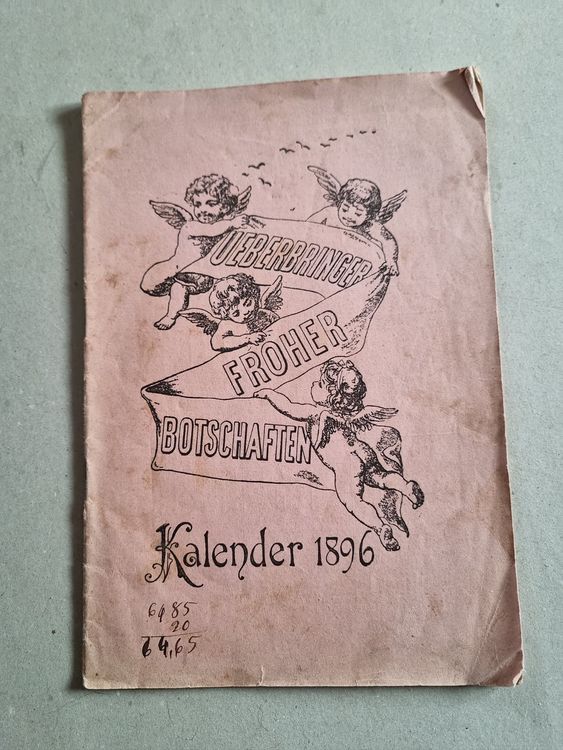 UEBERBRINGER
FROHER
BOTSCHAFTEN
Kalender 1896
64 85
20
64,65